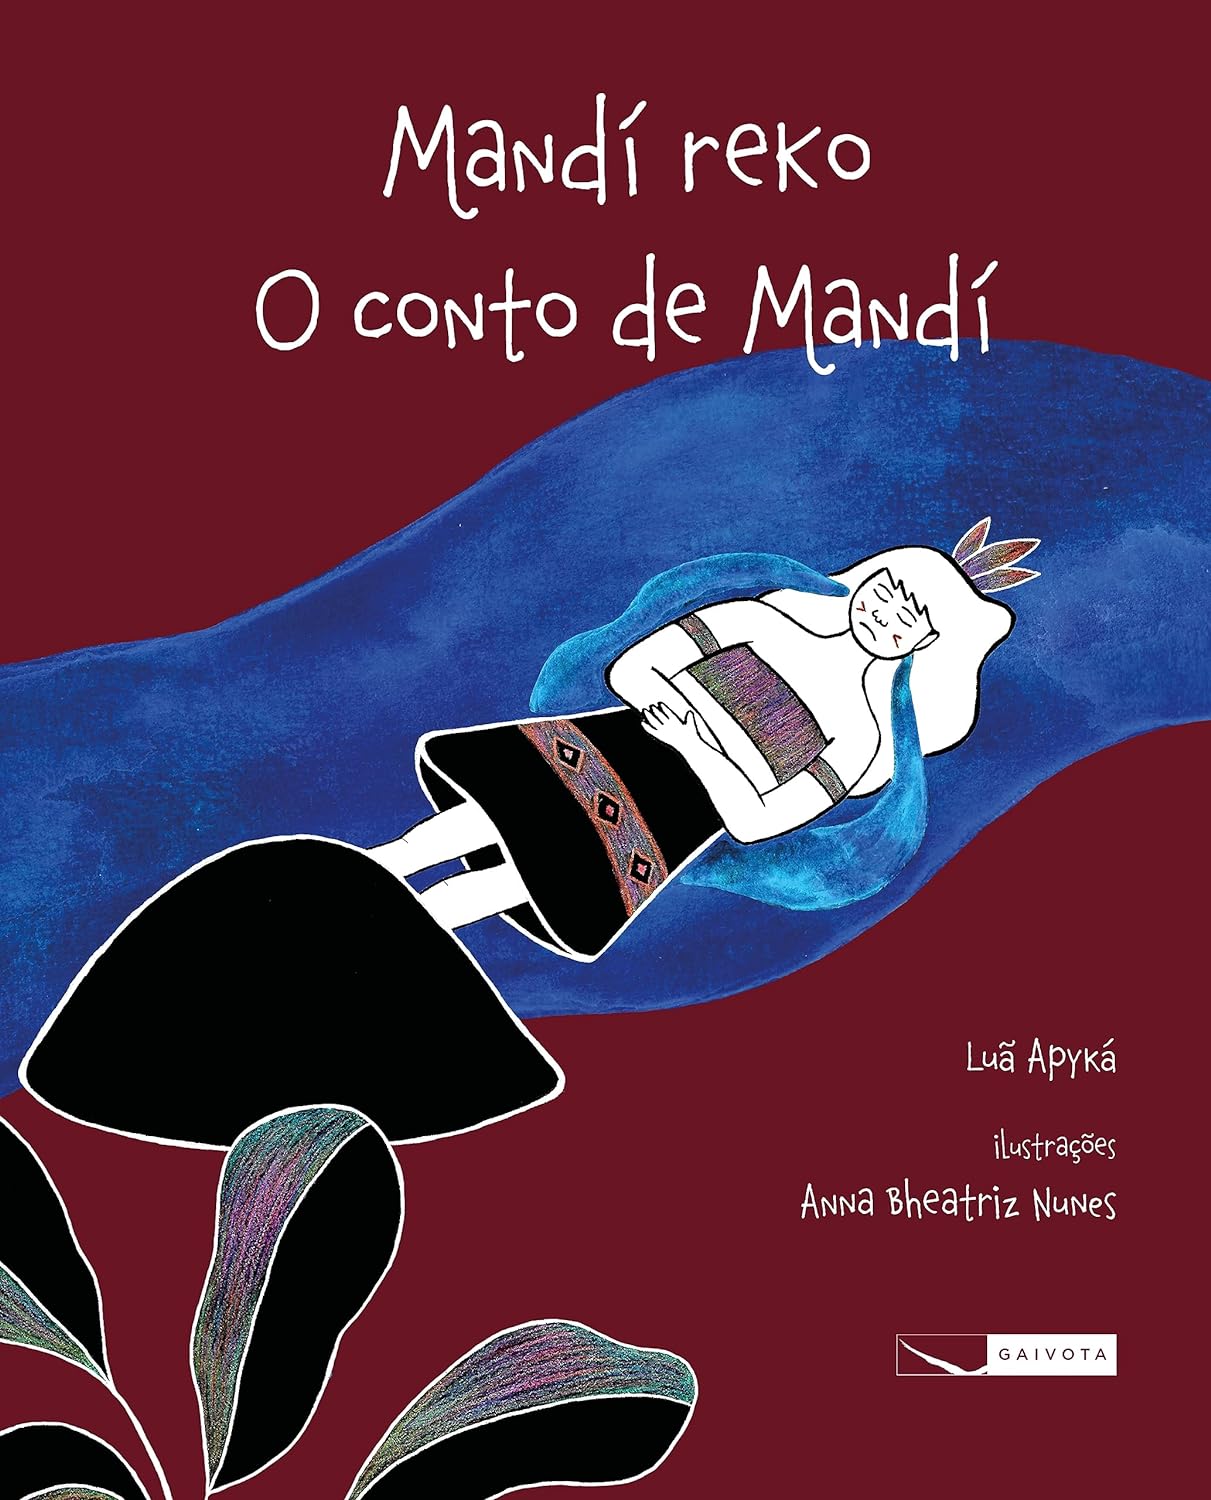 Mandí reko
O conto de Mandí
Luã Apyká
ilustrações
Anna Bheatriz Nunes
GAIVOTA